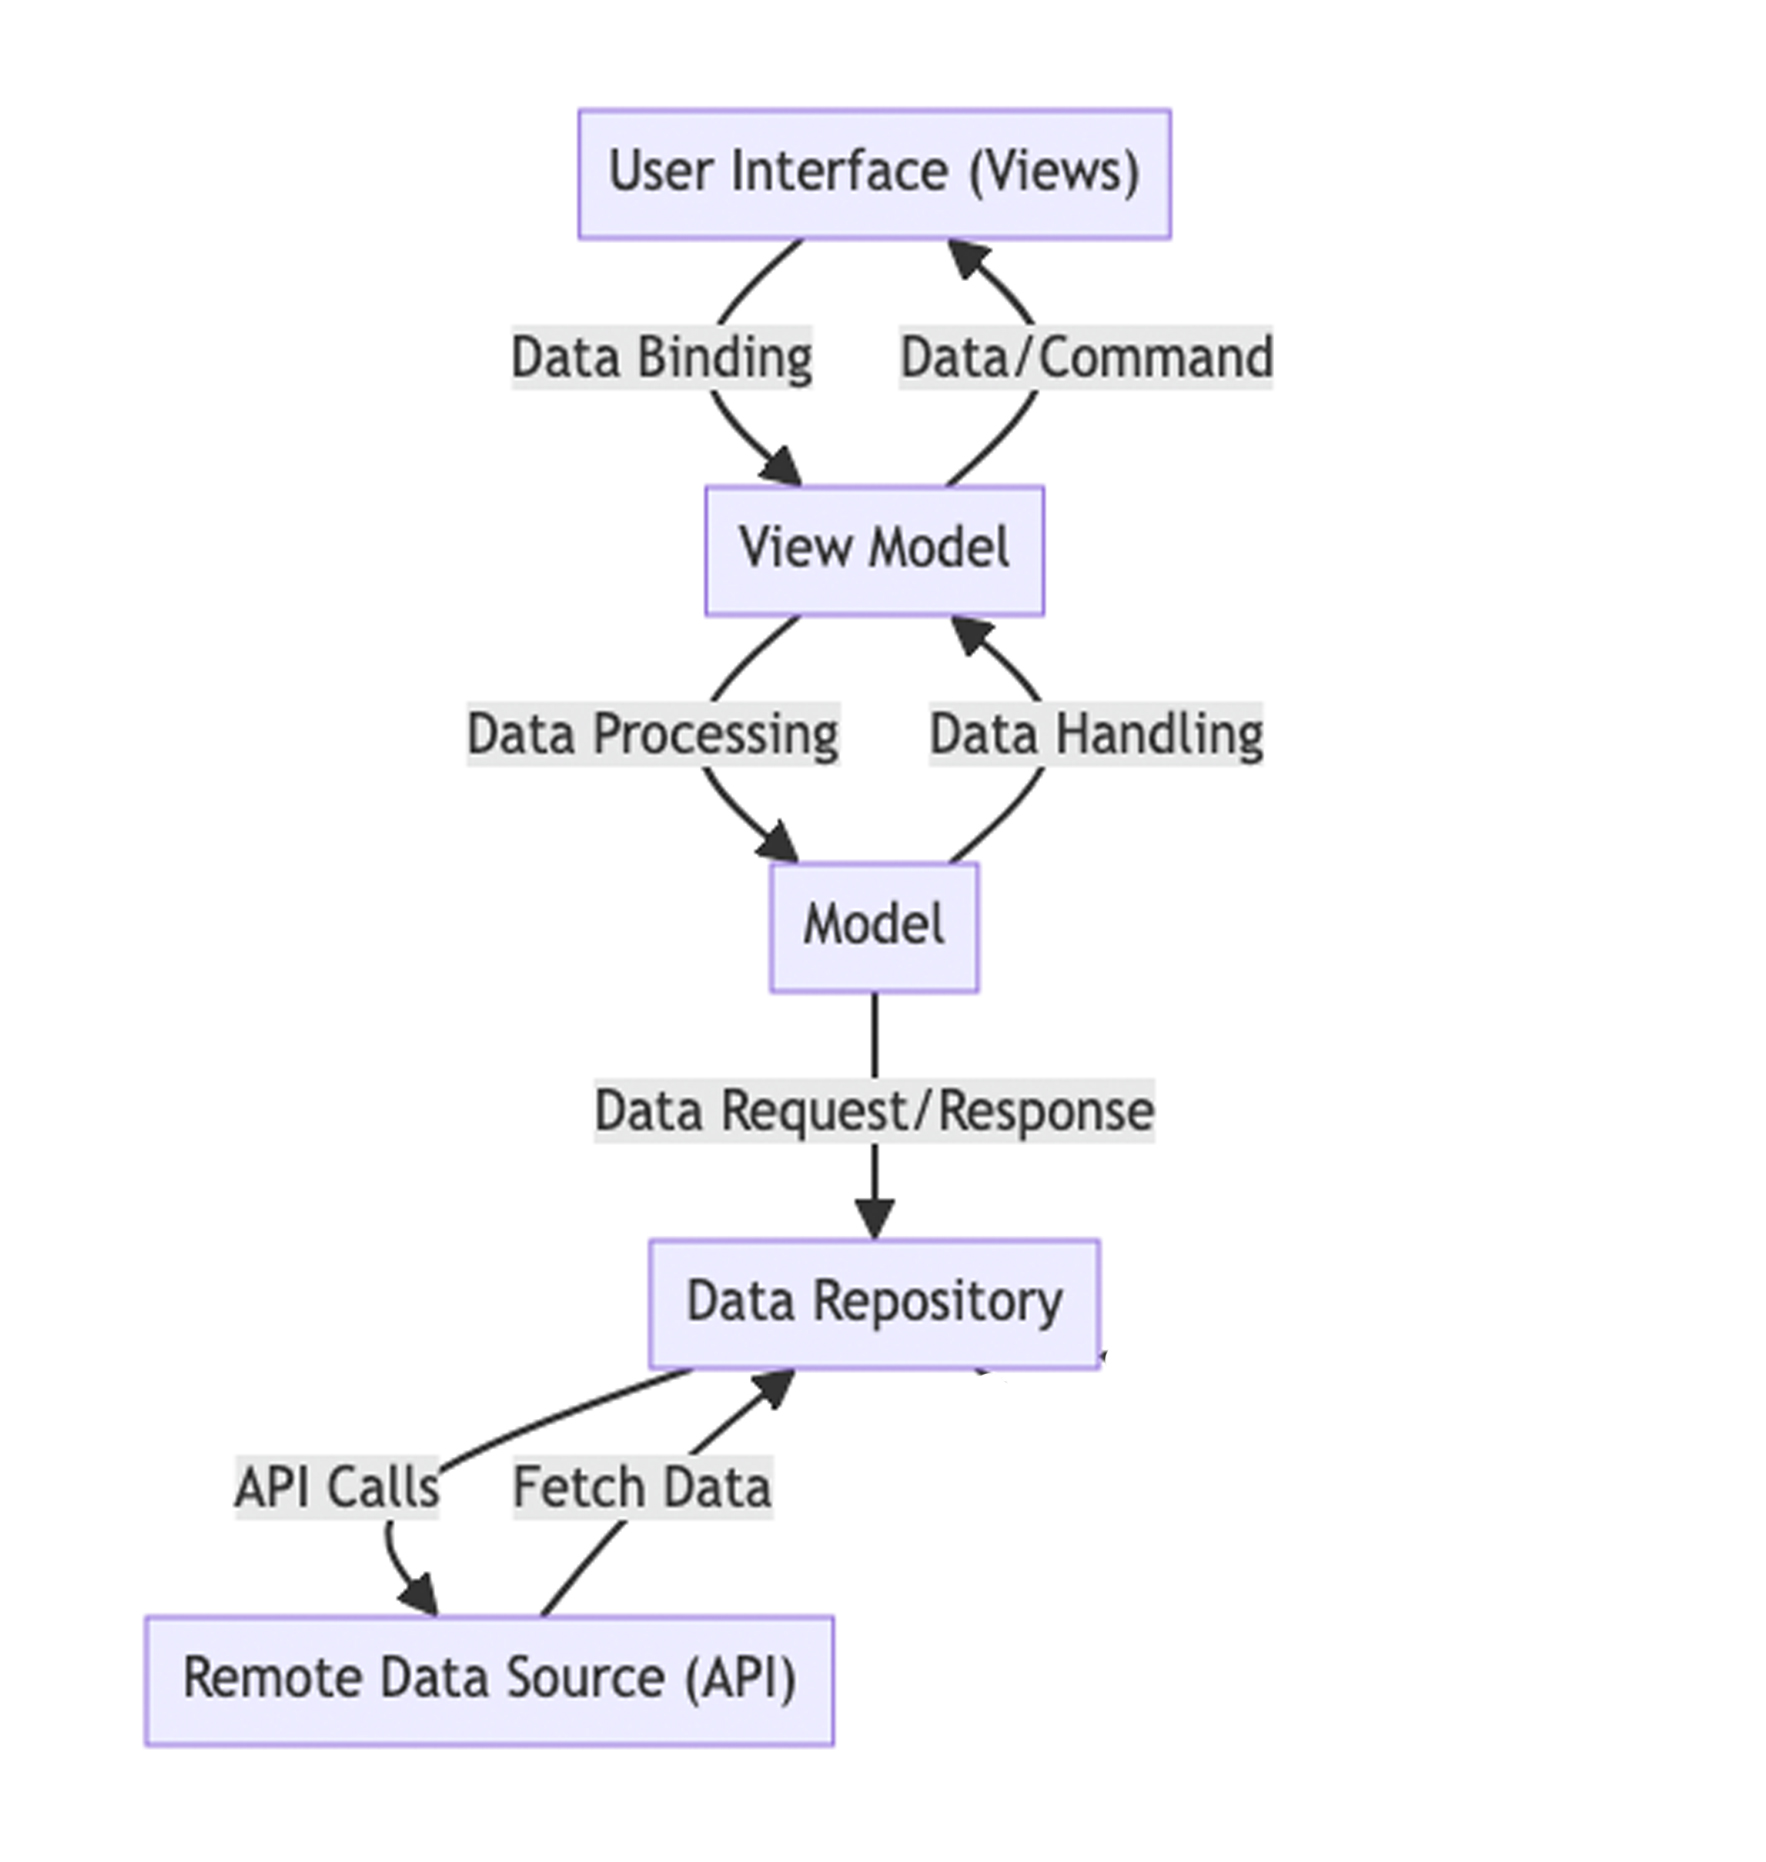 User Interface (Views)
Data Binding
Data/Command
View Model
Data Processing
Data Handling
Model
Data Request/Response
Data Repository
API Calls
Fetch Data
Remote Data Source (API)